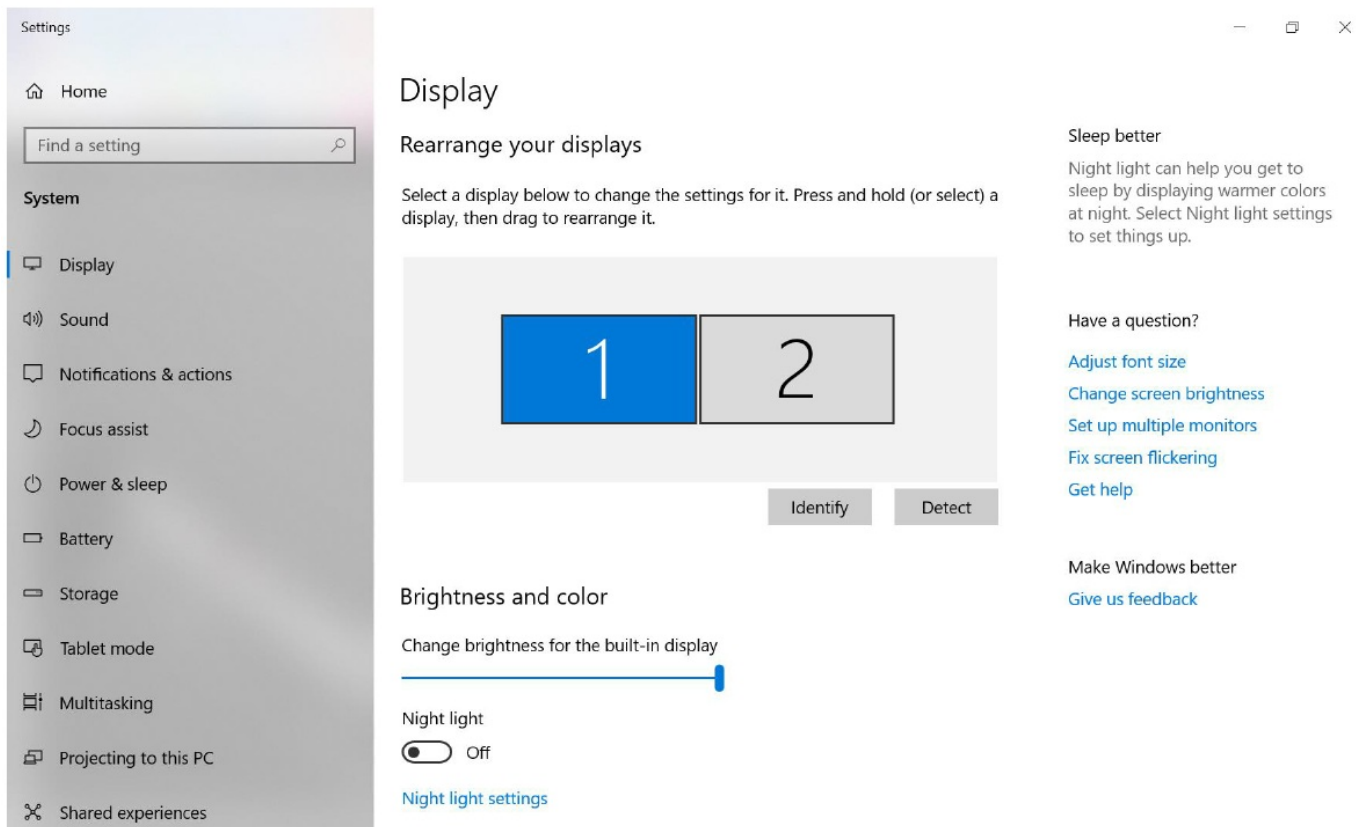 Settings
Home
Find a setting
System
Display
Sound
Notifications & actions
Focus assist
Power & sleep
Battery
Storage
Tablet mode
Multitasking
Projecting to this PC
Shared experiences
Display
Rearrange your displays
Select a display below to change the settings for it. Press and hold (or select) a
display, then drag to rearrange it.
1
2
Identify
Detect
Brightness and color
Change brightness for the built-in display
Night light
Off
Night light settings
Sleep better
Night light can help you get to
sleep by displaying warmer colors
at night. Select Night light settings
to set things up.
Have a question?
Adjust font size
Change screen brightness
Set up multiple monitors
Fix screen flickering
Get help
Make Windows better
Give us feedback